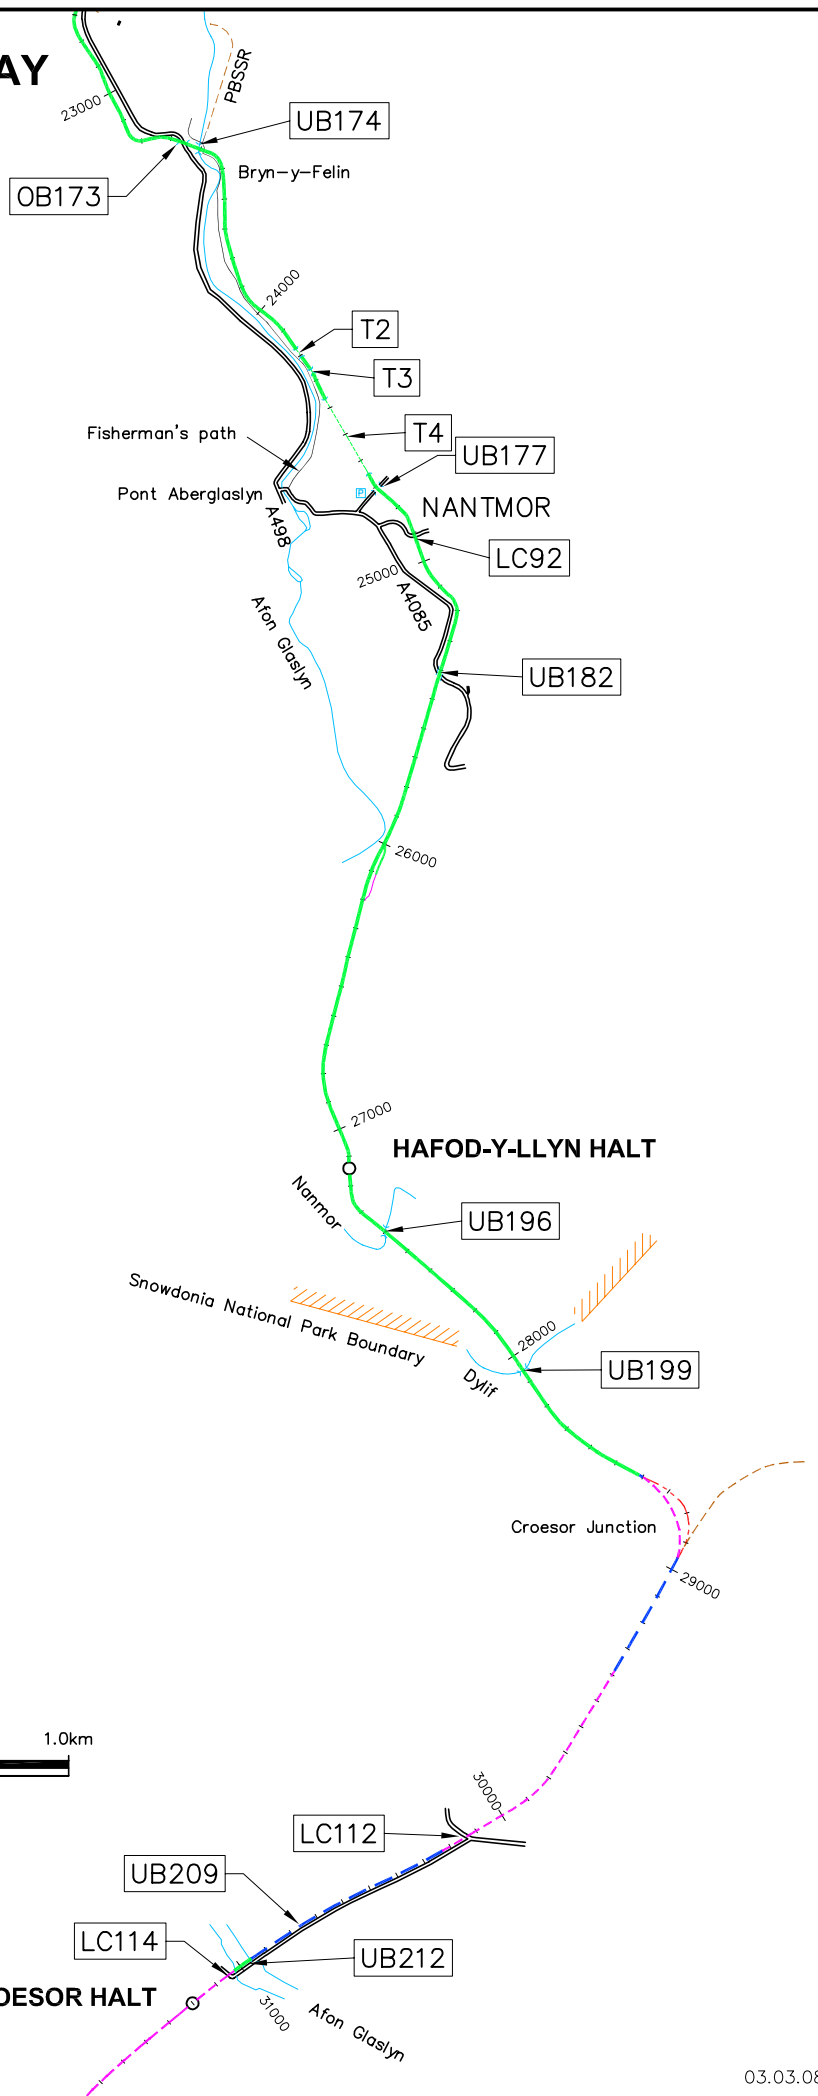 AY
PBSSR
23000
UB174
OB173
Bryn-y-Felin
24000
T2
T3
Fisherman's path
T4
UB177
Pont Aberglaslyn
P
NANTMOR
A498
LC92
25000
A4085
Afon Glaslyn
UB182
26000
27000
HAFOD-Y-LLYN HALT
Nanmor
UB196
Snowdonia National Park Boundary
28000
UB199
Dylif
Croesor Junction
29000
1.0km
30000
LC112
UB209
LC114
UB212
OESOR HALT
31000
Afon Glaslyn
03.03.08